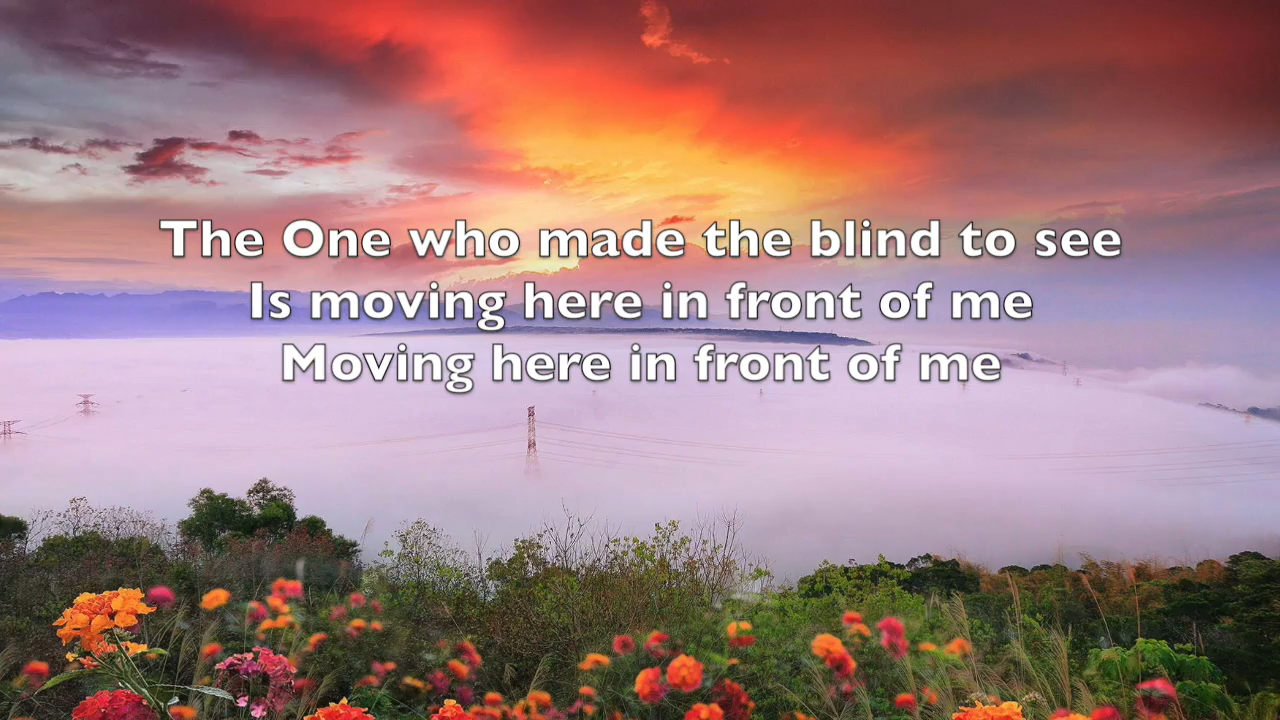 The One who made the blind to see
Is moving here in front of me
Moving here in front of me